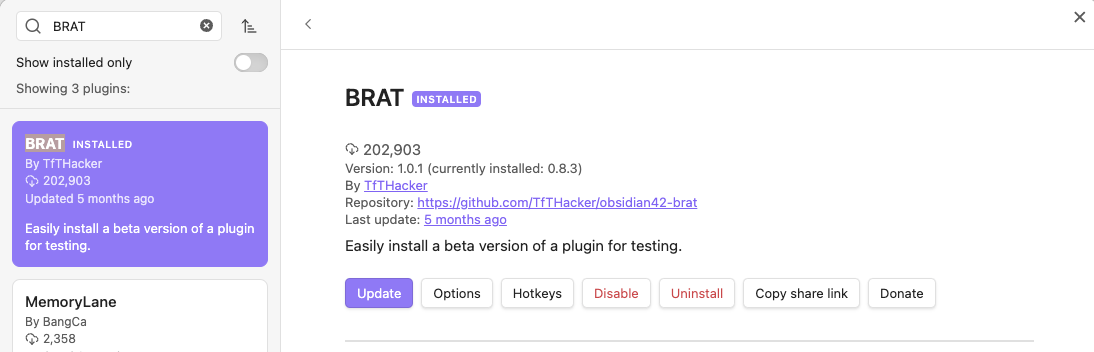 BRAT
Show installed only
Showing 3 plugins:
BRAT INSTALLED
By TfTHacker
202,903
Updated 5 months ago
Easily install a beta version of a plugin
for testing.
MemoryLane
By BangCa
2,358
BRAT INSTALLED
202,903
Version: 1.0.1 (currently installed: 0.8.3)
By TfTHacker
Repository: https://github.com/TfTHacker/obsidian42-brat
Last update: 5 months ago
Easily install a beta version of a plugin for testing.
Update Options Hotkeys Disable Uninstall Copy share link Donate